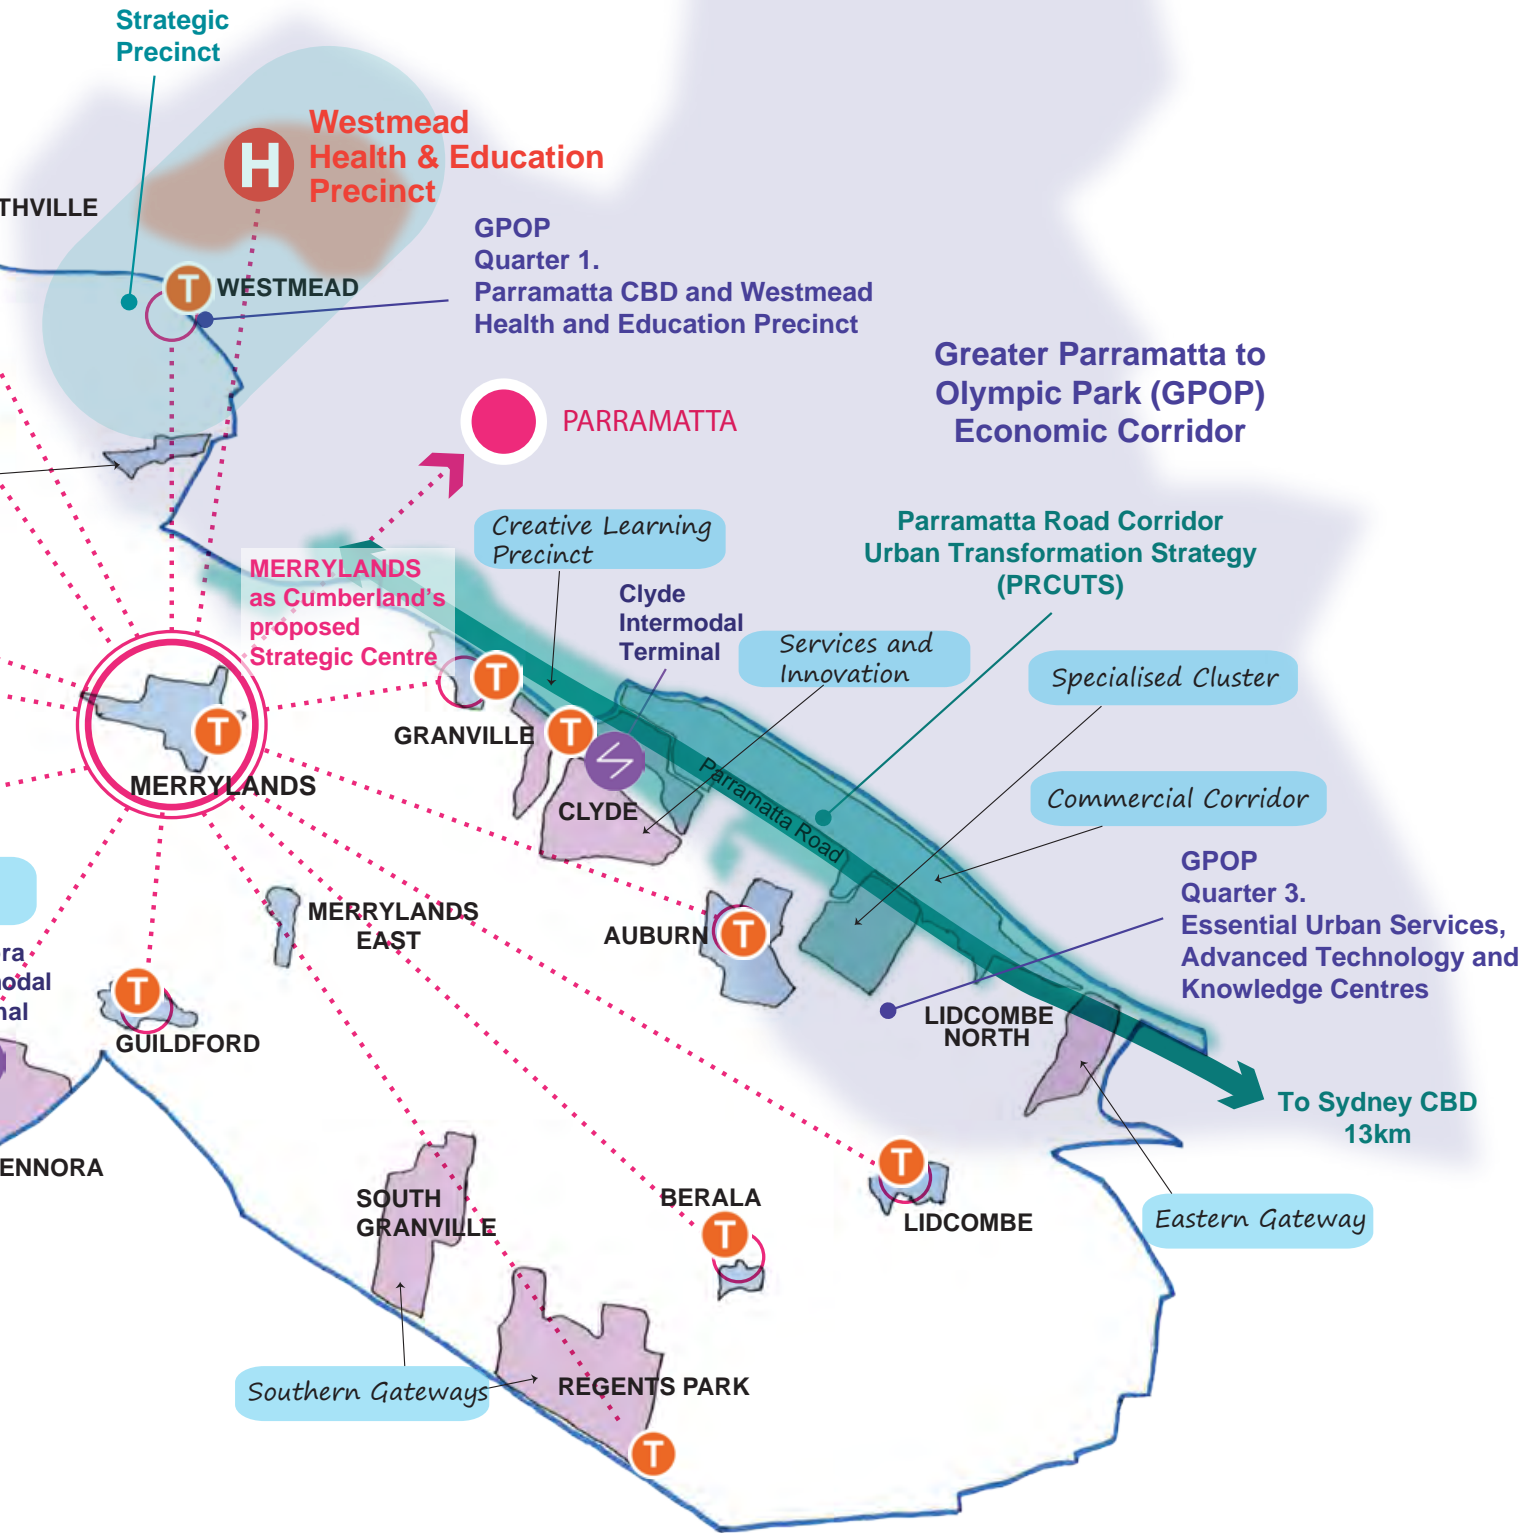 Strategic
Precinct
H
Westmead
Health & Education
Precinct
THVILLE
GPOP
Quarter 1.
Parramatta CBD and Westmead
Health and Education Precinct
T
WESTMEAD
Greater Parramatta to
Olympic Park (GPOP)
Economic Corridor
PARRAMATTA
Creative Learning
Precinct
Parramatta Road Corridor
Urban Transformation Strategy
(PRCUTS)
MERRYLANDS
as Cumberland's
proposed
Strategic Centre
Clyde
Intermodal
Terminal
Services and
Innovation
Specialised Cluster
T
GRANVILLE
T
T
MERRYLANDS
CLYDE
Parramatta Road
Commercial Corridor
GPOP
Quarter 3.
Essential Urban Services,
Advanced Technology and
Knowledge Centres
MERRYLANDS
EAST
AUBURN
T
ora
nodal
nal
T
GUILDFORD
LIDCOMBE
NORTH
To Sydney CBD
13km
ENNORA
SOUTH
GRANVILLE
BERALA
T
T
LIDCOMBE
Eastern Gateway
Southern Gateways
REGENTS PARK
T